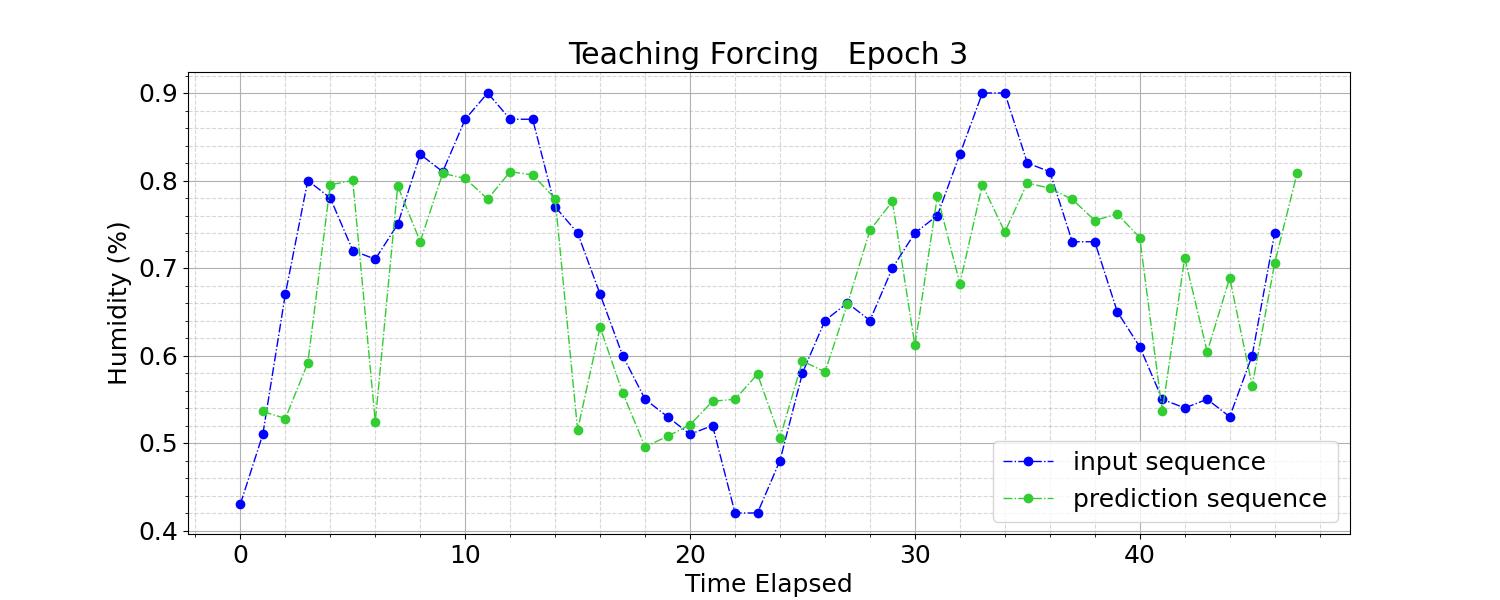 Teaching Forcing   Epoch 3
0.9
0.8
0.7
0.6
0.5
0.4
Humidity (%)
input sequence
prediction sequence
0 10 20 30 40
Time Elapsed